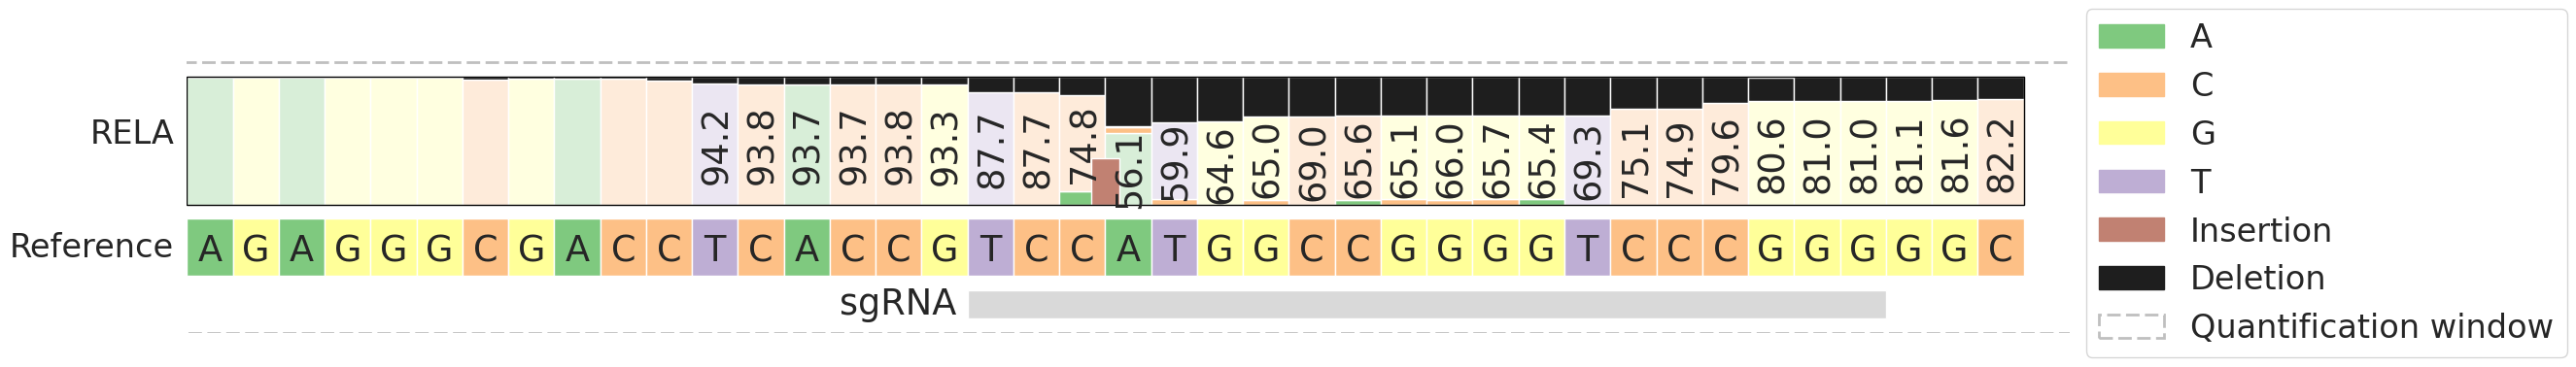 RELA 94.2 93.8 93.7 93.7 93.8 93.3 87.7 87.7 74.8 56.1 59.9 64.6 65.0 69.0 65.6 65.1 66.0 65.7 65.4 69.3 75.1 74.9 79.6 80.6 81.0 81.0 81.1 81.6 82.2
Reference A G A G G G C G A C C T C A C C G T C C A T G G C C G G G G T C C C G G G G G C
sgRNA
A
C
G
T
Insertion
Deletion
Quantification window